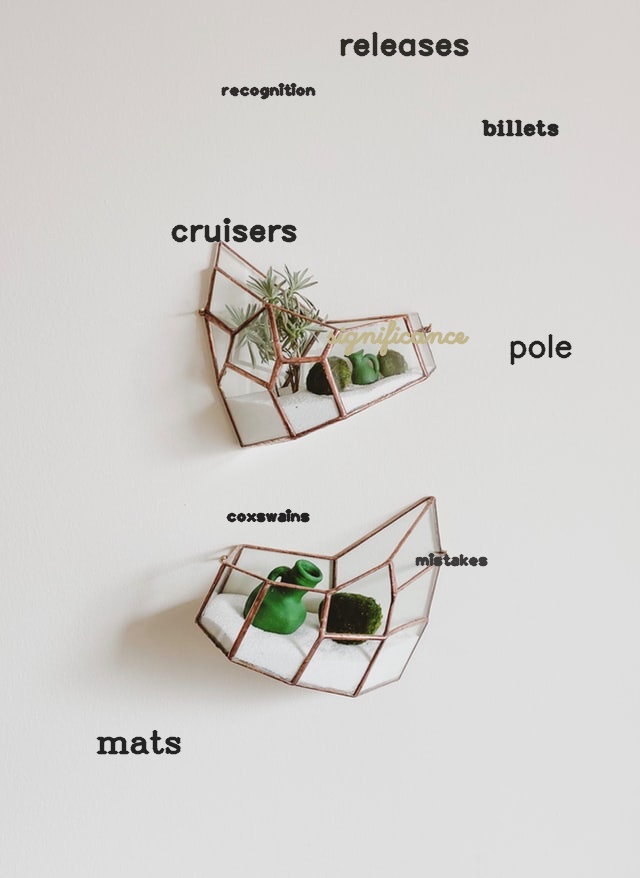 releases
recognition
billets
cruisers
significance
pole
coxswains
mistakes
mats